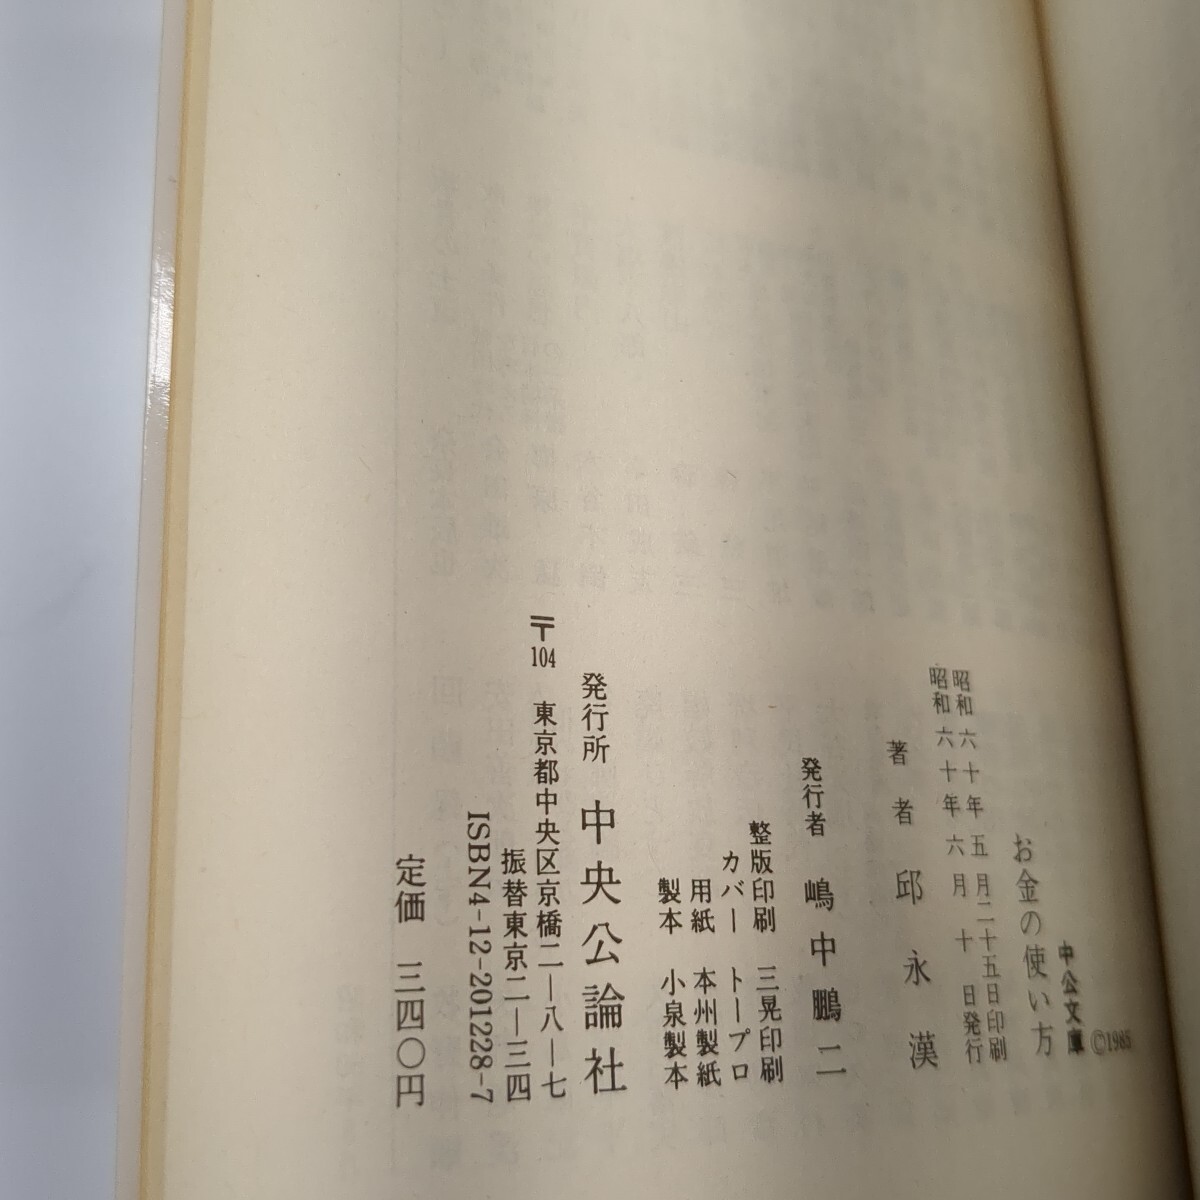 中公文庫 ©1985
お金の使い方
昭和六十年五月二十五日印刷
昭和六十年六月十日発行
著者 邱永漢
発行者 嶋中鵬二
整版印刷 三晃印刷
カバー トープロ
用紙 本州製紙
製本 小泉製本
発行所 中央公論社
〒104 東京都中央区京橋二―八―七
振替東京二―三四
ISBN4-12-201228-7
定価 三四〇円